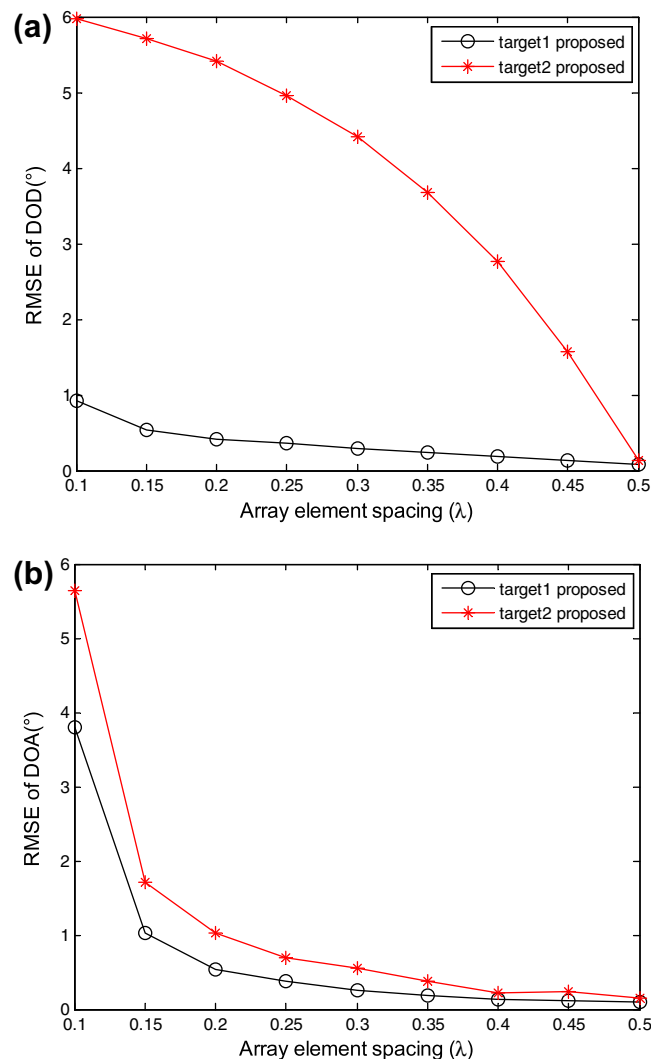 (a)
target1 proposed
target2 proposed
RMSE of DOD(°)
6
5
4
3
2
1
0
0.1 0.15 0.2 0.25 0.3 0.35 0.4 0.45 0.5
Array element spacing (λ)
(b)
target1 proposed
target2 proposed
RMSE of DOA(°)
6
5
4
3
2
1
0
0.1 0.15 0.2 0.25 0.3 0.35 0.4 0.45 0.5
Array element spacing (λ)